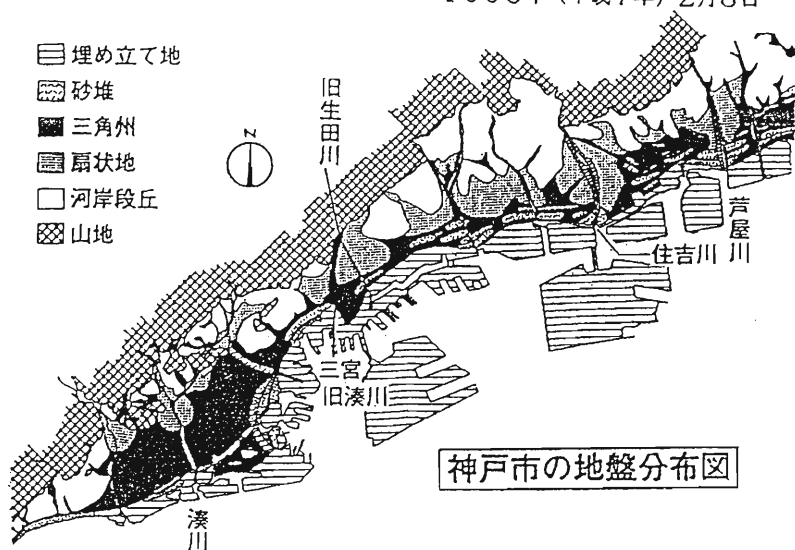 埋め立て地
砂堆
三角州
扇状地
河岸段丘
山地
N
旧生田川
芦屋川
住吉川
三宮
旧湊川
湊川
神戸市の地盤分布図